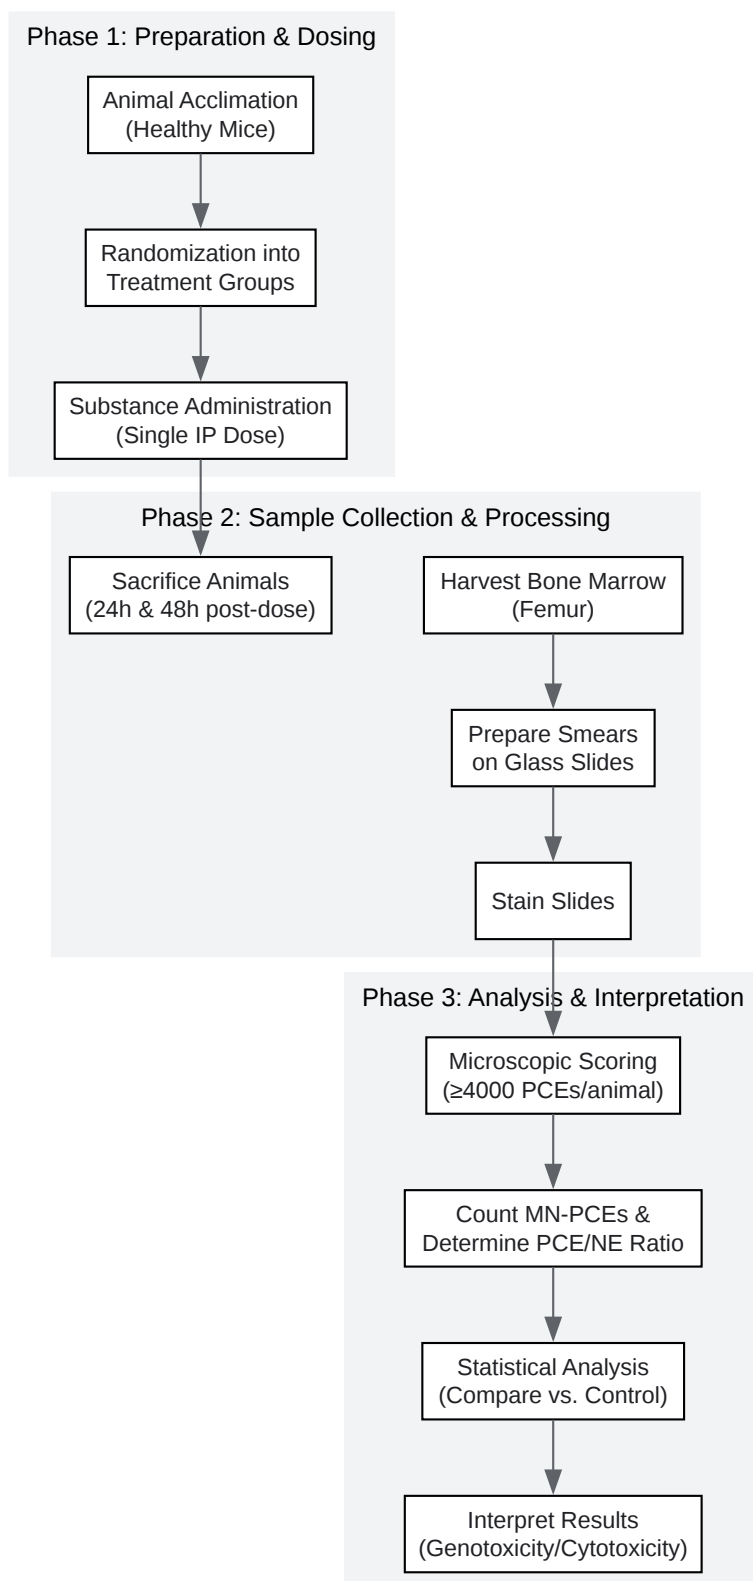 Phase 1: Preparation & Dosing
Animal Acclimation
(Healthy Mice)
Randomization into
Treatment Groups
Substance Administration
(Single IP Dose)
Phase 2: Sample Collection & Processing
Sacrifice Animals
(24h & 48h post-dose)
Harvest Bone Marrow
(Femur)
Prepare Smears
on Glass Slides
Stain Slides
Phase 3: Analysis & Interpretation
Microscopic Scoring
(≥4000 PCEs/animal)
Count MN-PCEs &
Determine PCE/NE Ratio
Statistical Analysis
(Compare vs. Control)
Interpret Results
(Genotoxicity/Cytotoxicity)